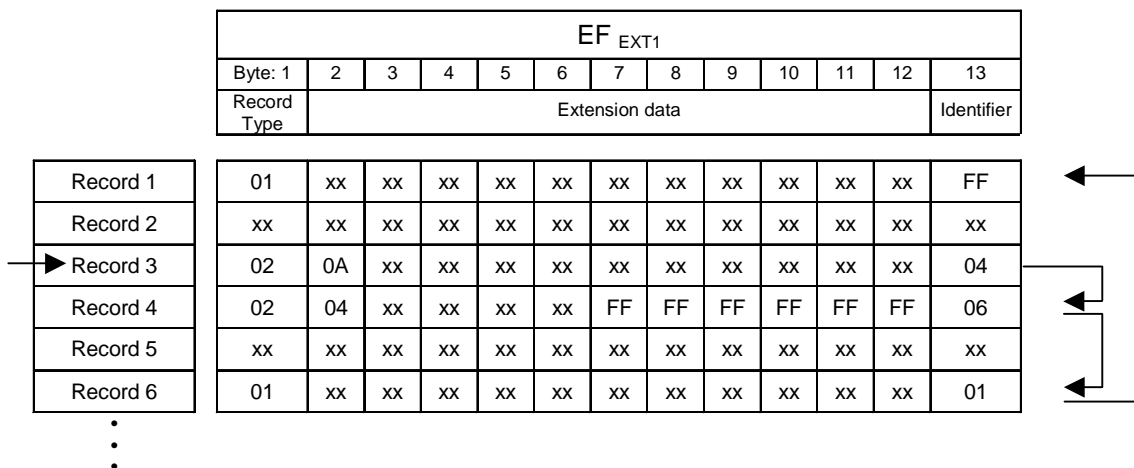 EF EXT1
Byte: 1 2 3 4 5 6 7 8 9 10 11 12 13
Record Type Extension data Identifier
Record 1 01 xx xx xx xx xx xx xx xx xx xx xx FF
Record 2 xx xx xx xx xx xx xx xx xx xx xx xx xx
Record 3 02 0A xx xx xx xx xx xx xx xx xx xx 04
Record 4 02 04 xx xx xx xx FF FF FF FF FF FF 06
Record 5 xx xx xx xx xx xx xx xx xx xx xx xx xx
Record 6 01 xx xx xx xx xx xx xx xx xx xx xx 01